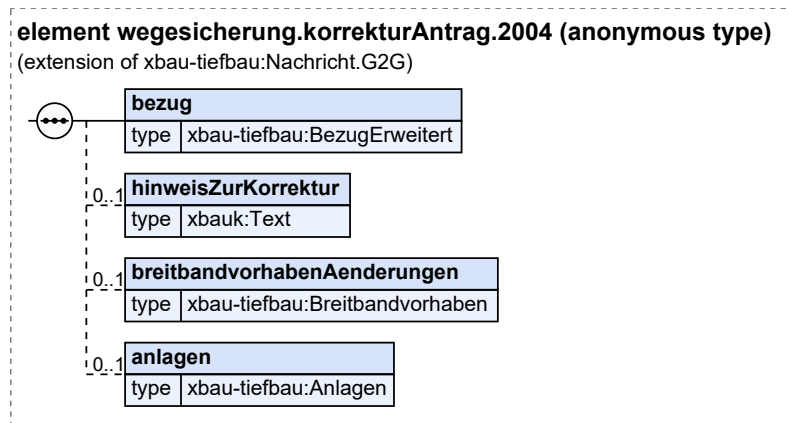 element wegesicherung.korrekturAntrag.2004 (anonymous type)
(extension of xbau-tiefbau:Nachricht.G2G)
bezug
type xbau-tiefbau:BezugErweitert
0..1 hinweisZurKorrektur
type xbauk:Text
0..1 breitbandvorhabenAenderungen
type xbau-tiefbau:Breitbandvorhaben
0..1 anlagen
type xbau-tiefbau:Anlagen